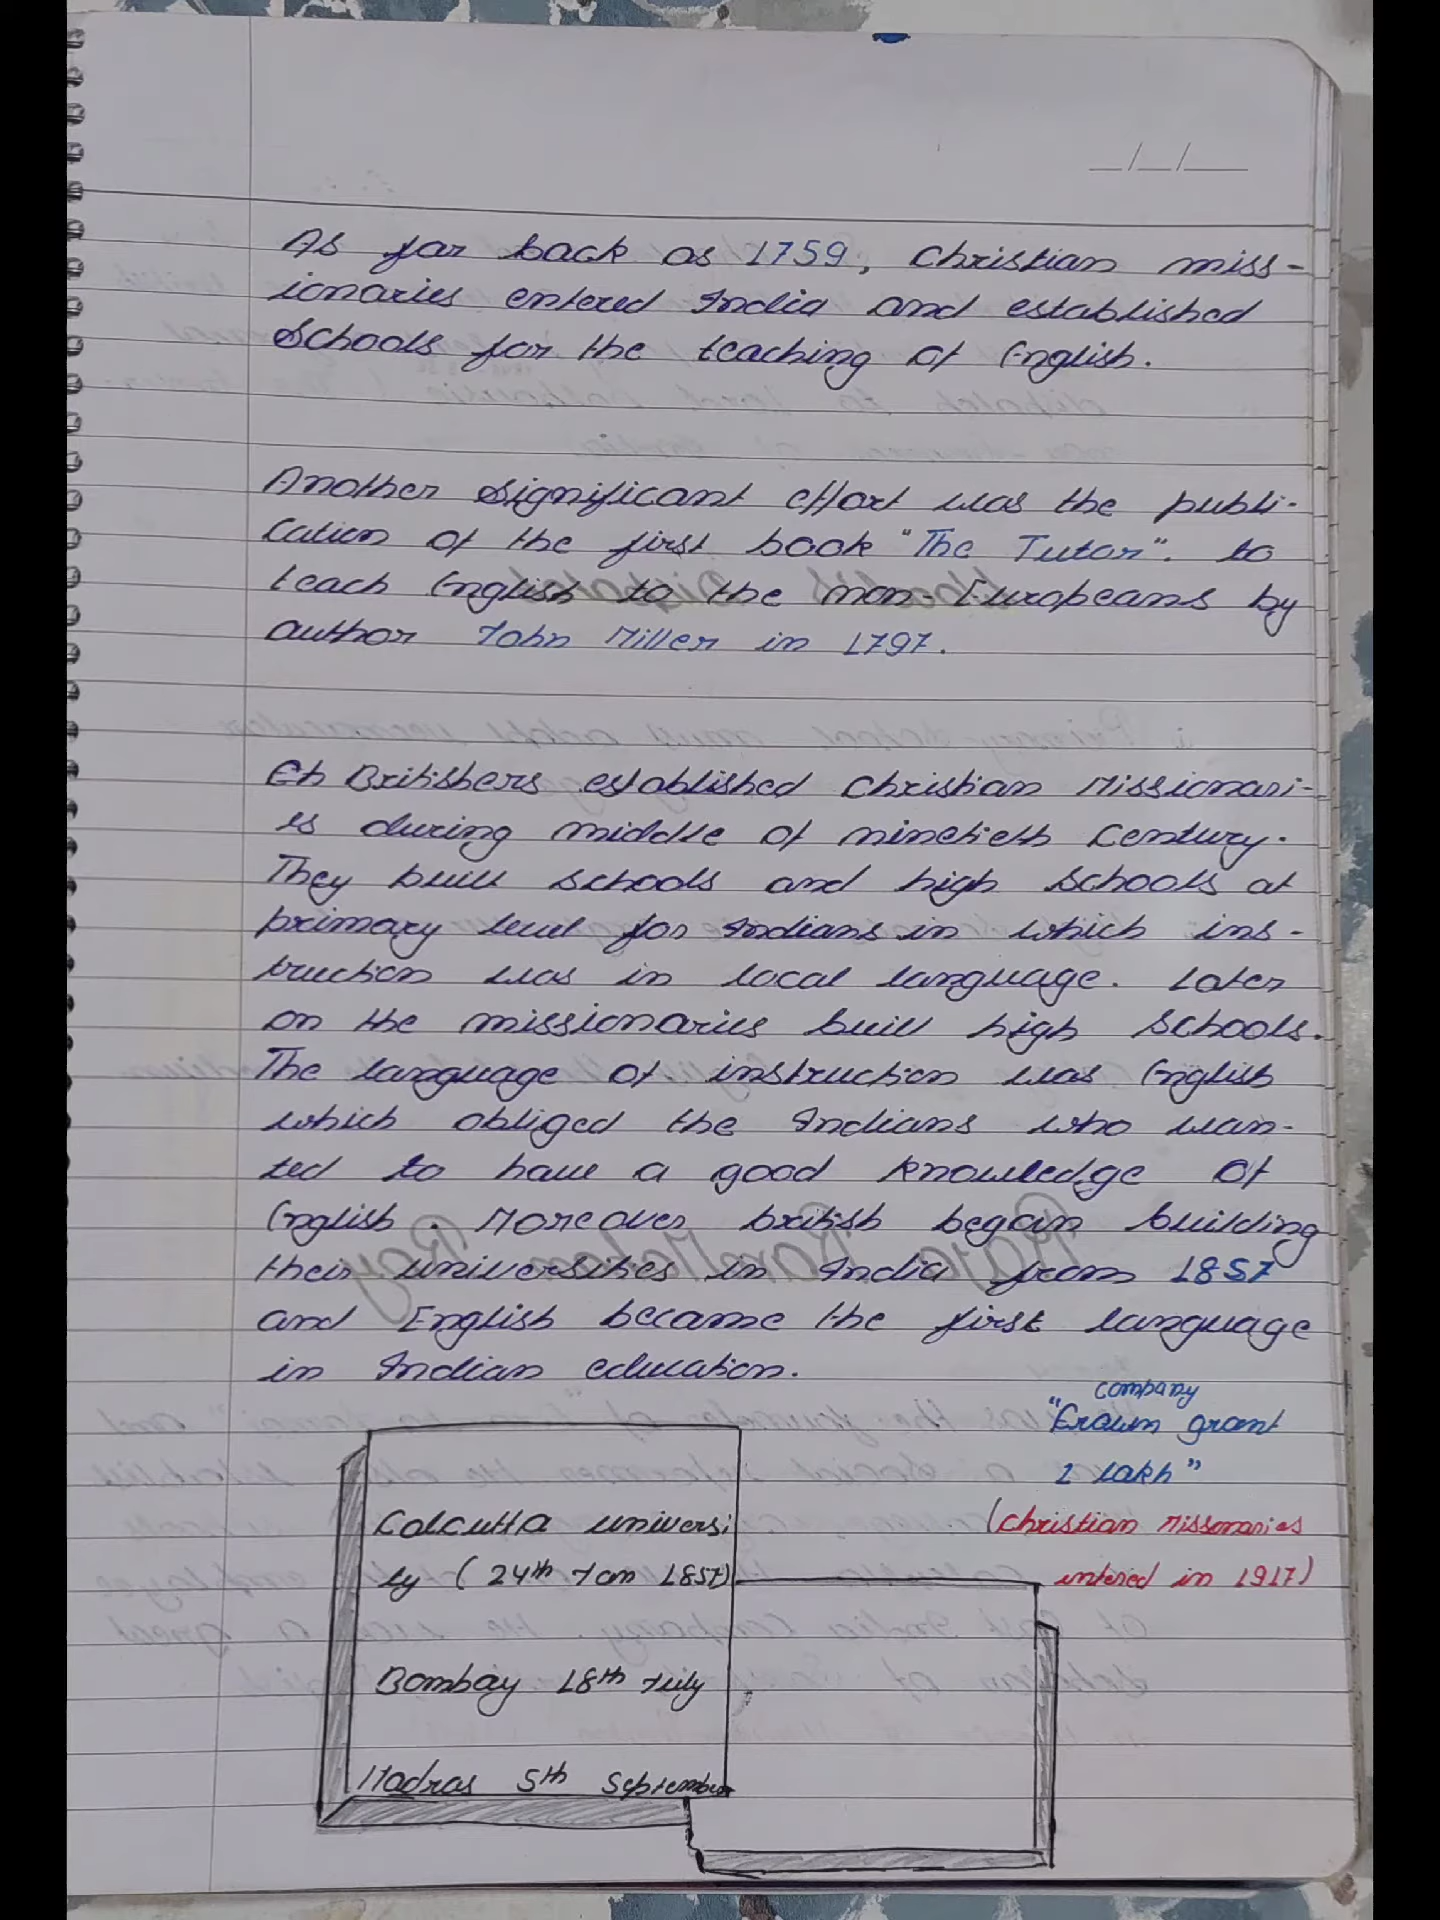 As far back as 1759, Christian miss-
ionaries entered India and established
Schools for the teaching of English.
Another significant effort was the publi-
cation of the first book "The Tutor". to
teach English to the non-Europeans by
author John Miller in 1797.
Britishers established Christian Missionari-
es during middle of ninetieth Century.
They built schools and high schools at
primary level for Indians in which ins-
truction was in local language. Later
on the missionaries built high schools.
The language of instruction was English
which obliged the Indians who wan-
ted to have a good knowledge of
English. Moreover british began building
their universities in India from 1857
and English became the first language
in Indian education.
company
"Crown grant
1 lakh"
(Christian Missonaries
entered in 1917)
Calcutta universi
ty (24th Jan 1857)
Bombay 18th July
Madras 5th September